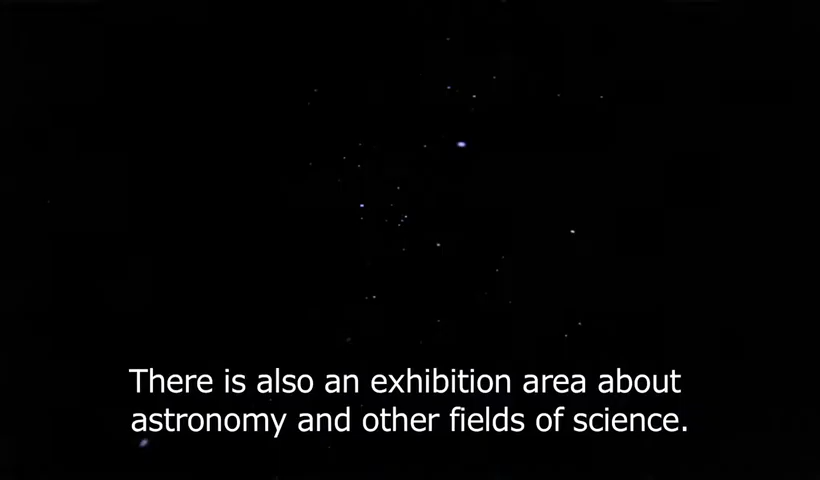 There is also an exhibition area about
astronomy and other fields of science.